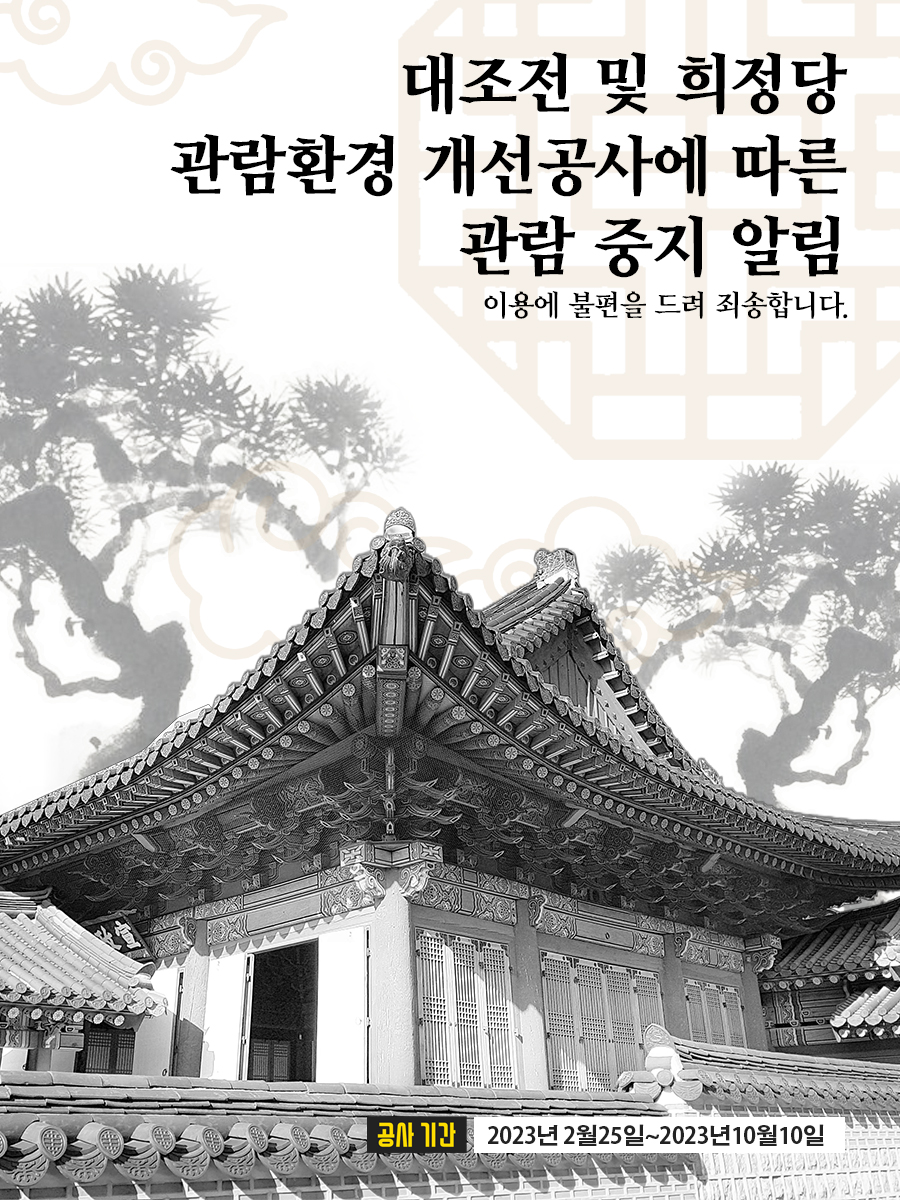 대조전 및 희정당
관람환경 개선공사에 따른
관람 중지 알림
이용에 불편을 드려 죄송합니다.
공사 기간 2023년 2월25일~2023년10월10일